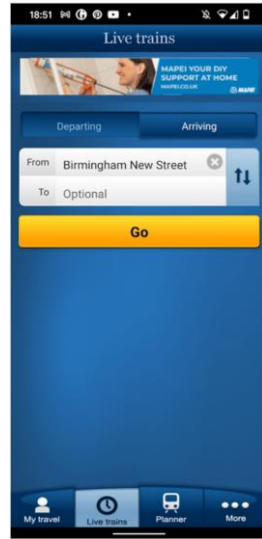 18:51
Live trains
MAPEI YOUR DIY
SUPPORT AT HOME
MAPEI.CO.UK
MAPEI
Departing Arriving
From Birmingham New Street
To Optional
Go
My travel Live trains Planner More